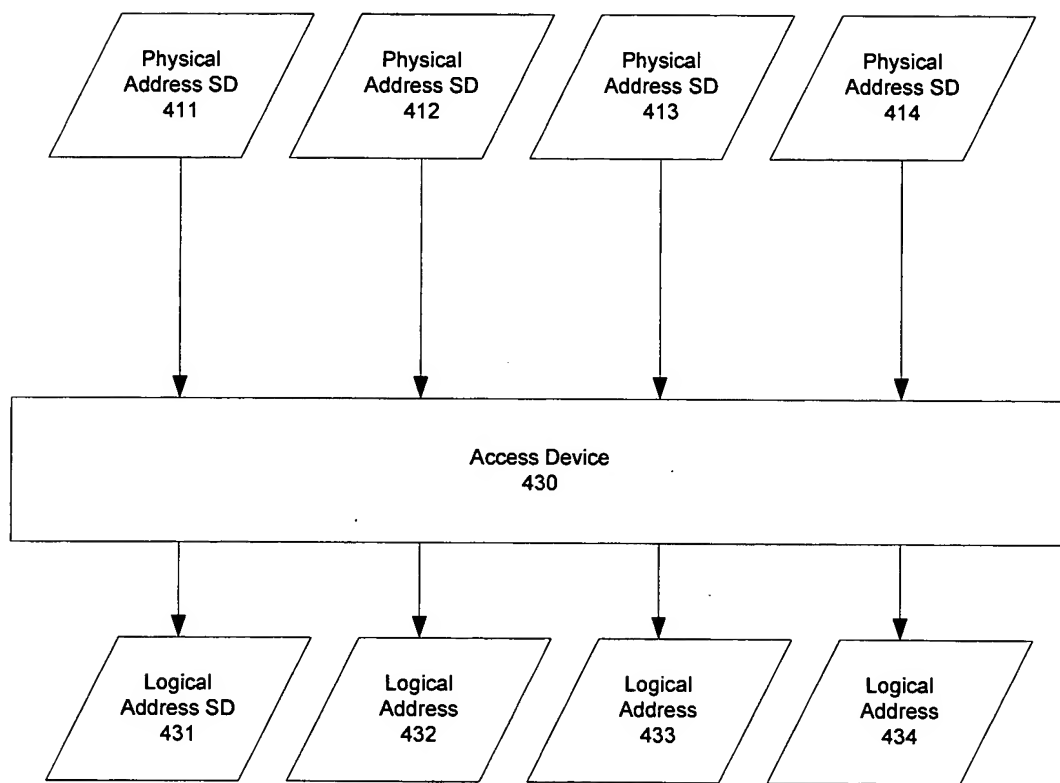 Physical
Address SD
411
Physical
Address SD
412
Physical
Address SD
413
Physical
Address SD
414
Access Device
430
Logical
Address SD
431
Logical
Address
432
Logical
Address
433
Logical
Address
434